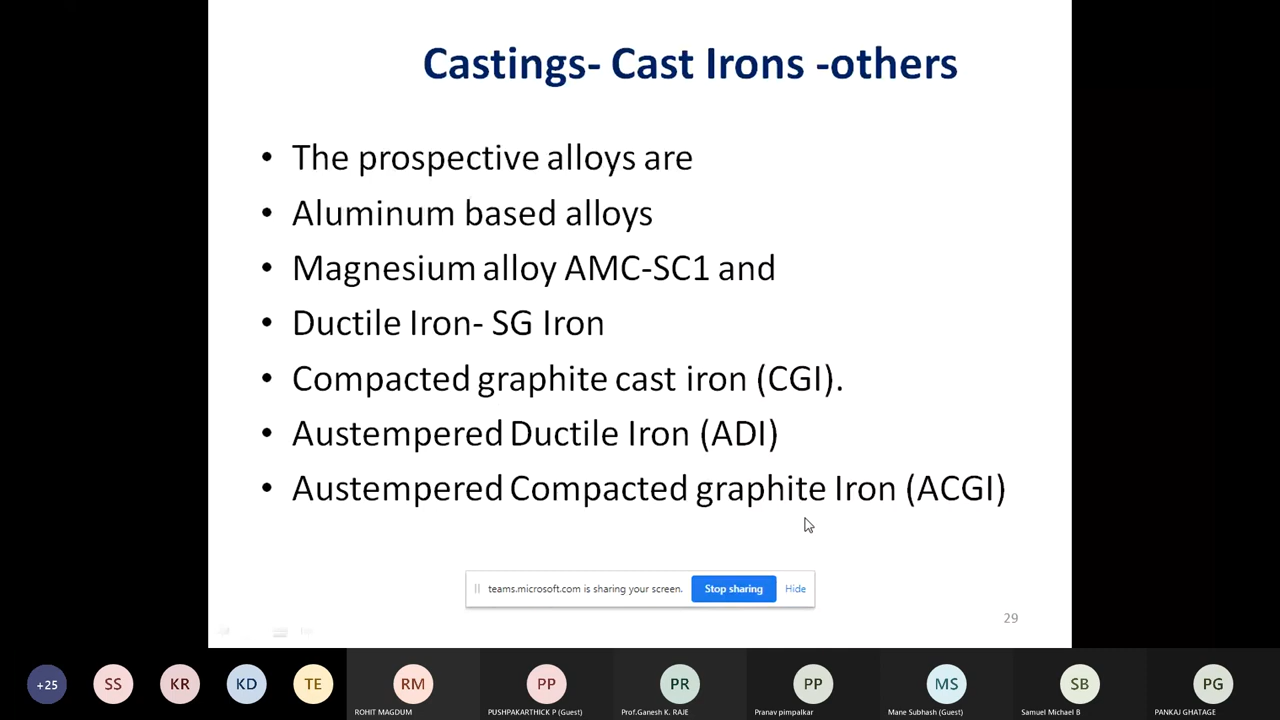 Castings- Cast Irons -others
• The prospective alloys are
• Aluminum based alloys
• Magnesium alloy AMC-SC1 and
• Ductile Iron- SG Iron
• Compacted graphite cast iron (CGI).
• Austempered Ductile Iron (ADI)
• Austempered Compacted graphite Iron (ACGI)
teams.microsoft.com is sharing your screen. Stop sharing Hide
29
+25 SS KR KD TE RM PP PR PP MS SB PG
ROHIT MAGDUM PUSHPAKARTHICK P (Guest) Prof.Ganesh K. RAJE Pranav pimpalkar Mane Subhash (Guest) Samuel Michael B PANKAJ GHATAGE